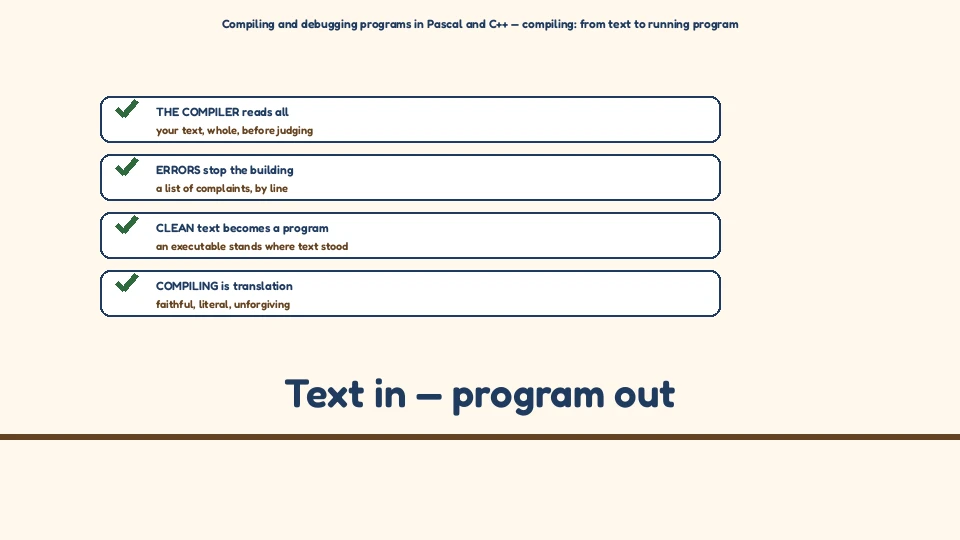 Compiling and debugging programs in Pascal and C++ — compiling: from text to running program
THE COMPILER reads all
your text, whole, before judging
ERRORS stop the building
a list of complaints, by line
CLEAN text becomes a program
an executable stands where text stood
COMPILING is translation
faithful, literal, unforgiving
Text in — program out